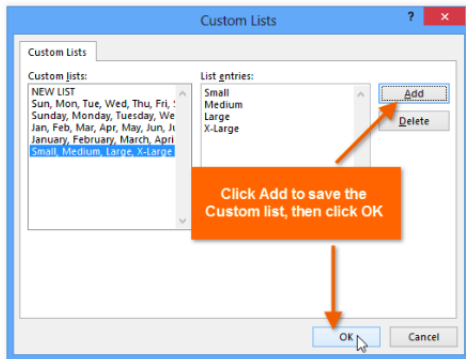 Custom Lists
?
Custom Lists
Custom lists:
NEW LIST
Sun, Mon, Tue, Wed, Thu, Fri, S
Sunday, Monday, Tuesday, We
Jan, Feb, Mar, Apr, May, Jun, Ju
January, February, March, Apri
Small, Medium, Large, X-Large
List entries:
Small
Medium
Large
X-Large
Add
Delete
Click Add to save the
Custom list, then click OK
OK
Cancel